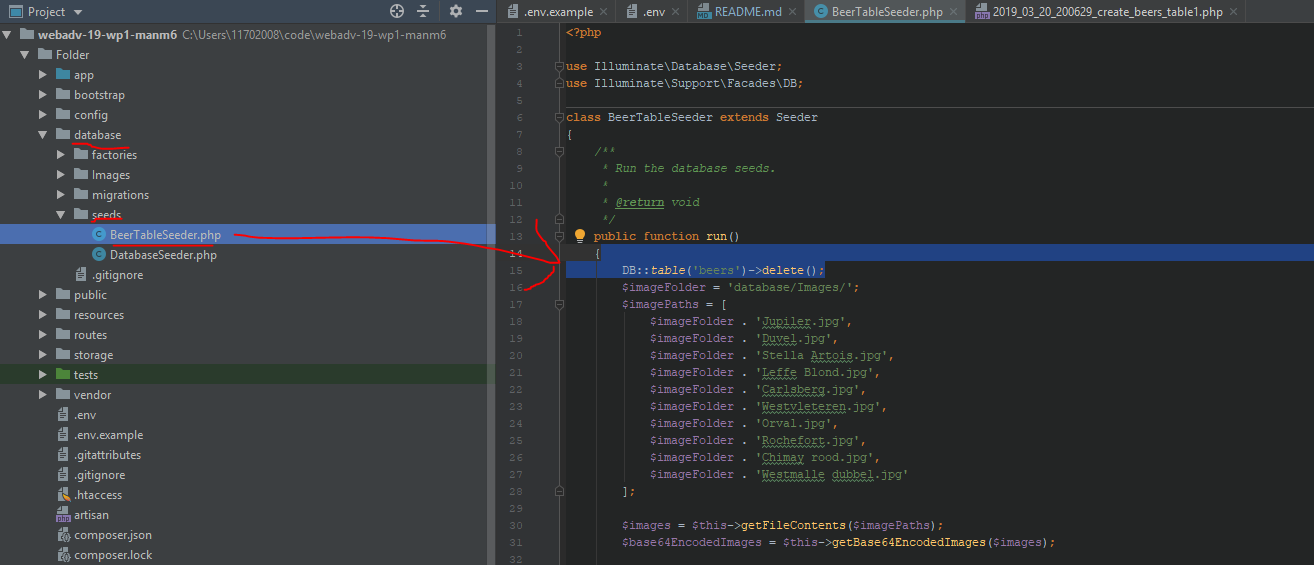 Project
webadv-19-wp1-manm6 C:\Users\11702008\code\webadv-19-wp1-manm6
Folder
app
bootstrap
config
database
factories
Images
migrations
seeds
BeerTableSeeder.php
DatabaseSeeder.php
.gitignore
public
resources
routes
storage
tests
vendor
.env
.env.example
.gitattributes
.gitignore
.htaccess
artisan
composer.json
composer.lock
.env.example .env README.md BeerTableSeeder.php 2019_03_20_200629_create_beers_table1.php
1 <?php
2
3 use Illuminate\Database\Seeder;
4 use Illuminate\Support\Facades\DB;
5
6 class BeerTableSeeder extends Seeder
7 {
8 /**
9 * Run the database seeds.
10 *
11 * @return void
12 */
13 public function run()
14 {
15 DB::table('beers')->delete();
16 $imageFolder = 'database/Images/';
17 $imagePaths = [
18 $imageFolder . 'Jupiler.jpg',
19 $imageFolder . 'Duvel.jpg',
20 $imageFolder . 'Stella Artois.jpg',
21 $imageFolder . 'Leffe Blond.jpg',
22 $imageFolder . 'Carlsberg.jpg',
23 $imageFolder . 'Westvleteren.jpg',
24 $imageFolder . 'Orval.jpg',
25 $imageFolder . 'Rochefort.jpg',
26 $imageFolder . 'Chimay rood.jpg',
27 $imageFolder . 'Westmalle dubbel.jpg'
28 ];
29
30 $images = $this->getFileContents($imagePaths);
31 $base64EncodedImages = $this->getBase64EncodedImages($images);
32